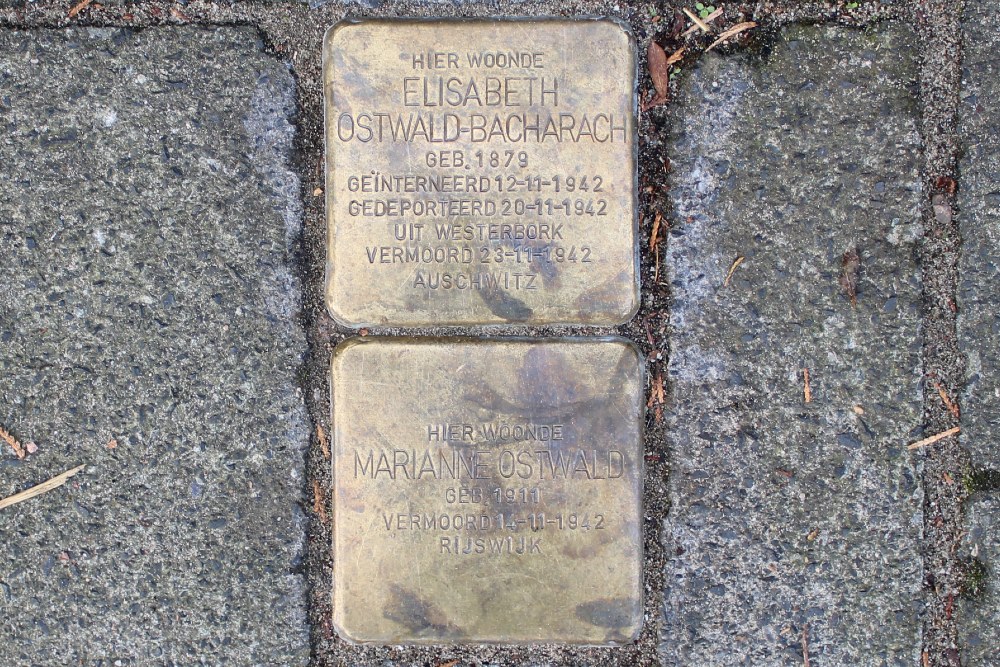 HIER WOONDE
ELISABETH
OSTWALD-BACHARACH
GEB. 1879
GEÏNTERNEERD 12-11-1942
GEDEPORTEERD 20-11-1942
UIT WESTERBORK
VERMOORD 23-11-1942
AUSCHWITZ
HIER WOONDE
MARIANNE OSTWALD
GEB. 1911
VERMOORD 14-11-1942
RIJSWIJK